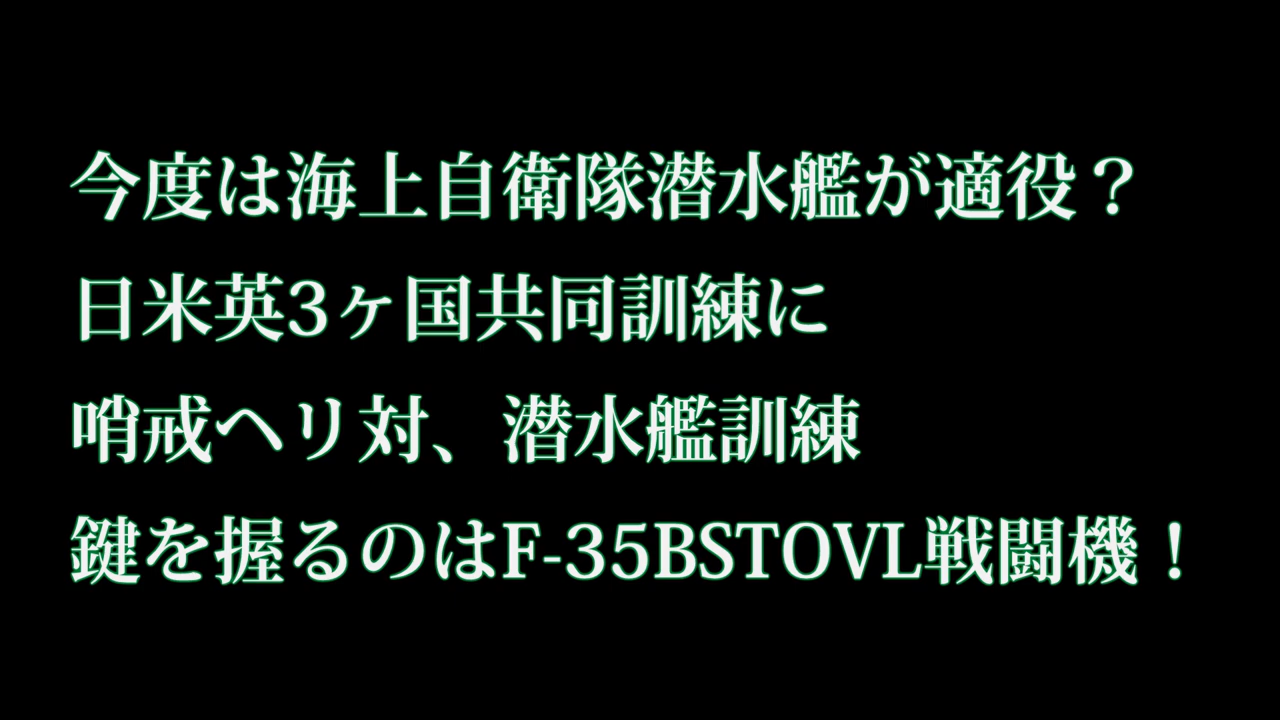 今度は海上自衛隊潜水艦が適役？
日米英3ヶ国共同訓練に
哨戒ヘリ対、潜水艦訓練
鍵を握るのはF-35BSTOVL戦闘機！